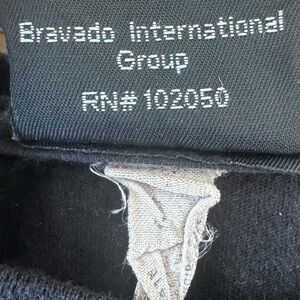 Bravado International
Group
RN# 102050